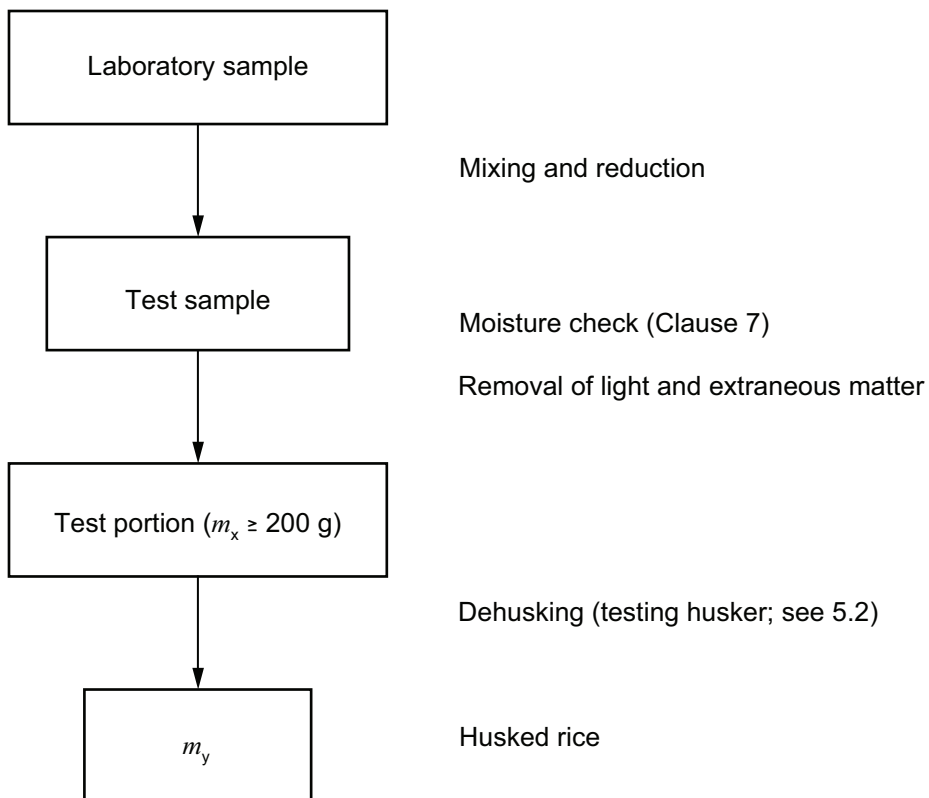 Laboratory sample
Mixing and reduction
Test sample
Moisture check (Clause 7)
Removal of light and extraneous matter
Test portion (mx ≥ 200 g)
Dehusking (testing husker; see 5.2)
my
Husked rice